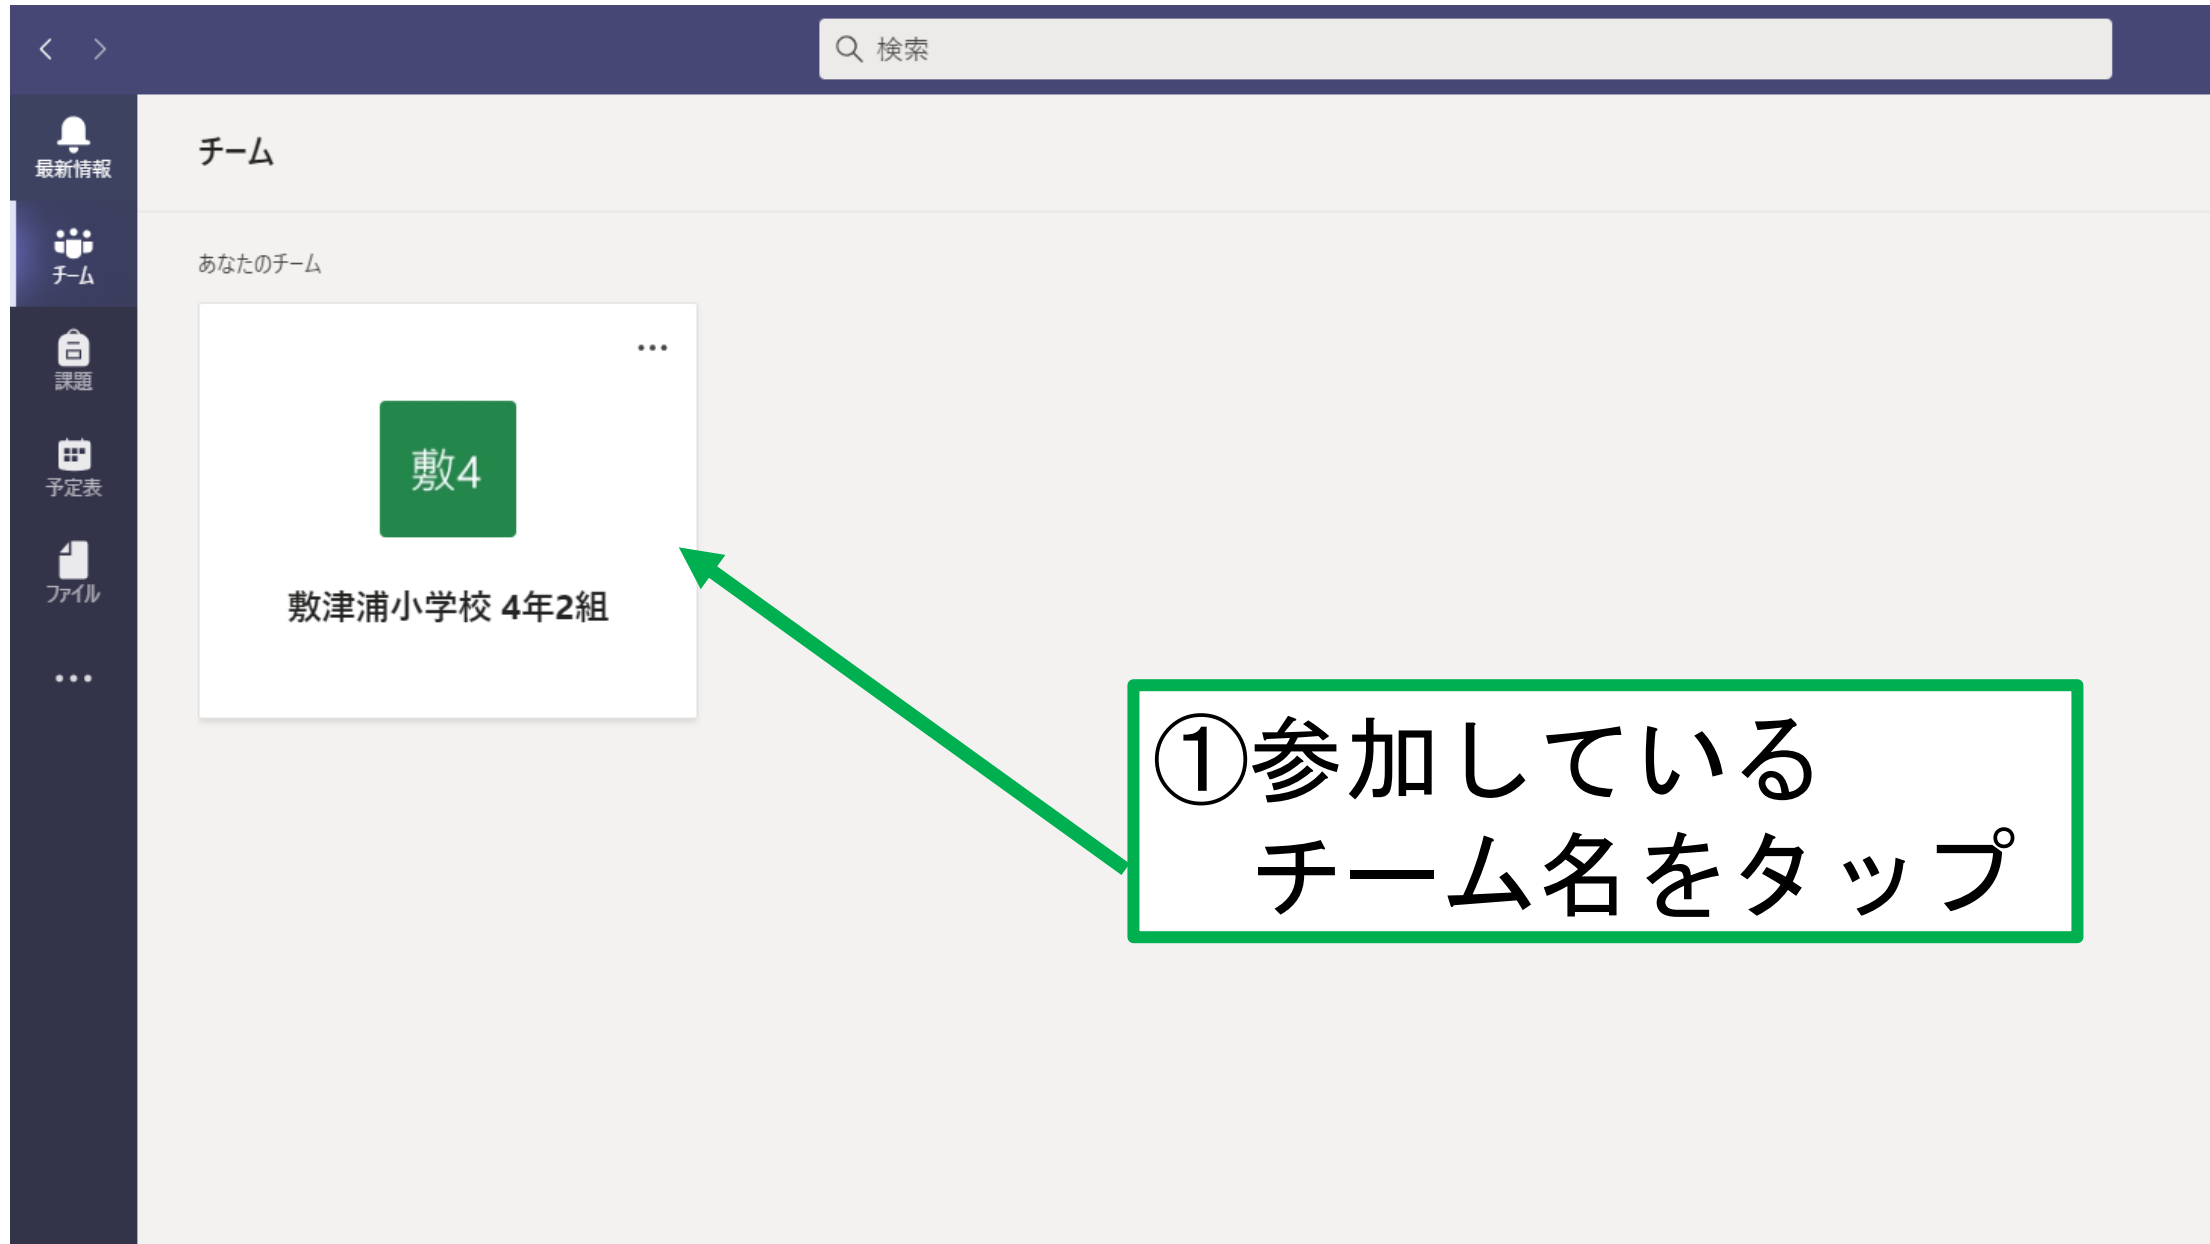 検索
最新情報
チーム
課題
予定表
ファイル
チーム
あなたのチーム
敷4
敷津浦小学校 4年2組
①参加している
チーム名をタップ